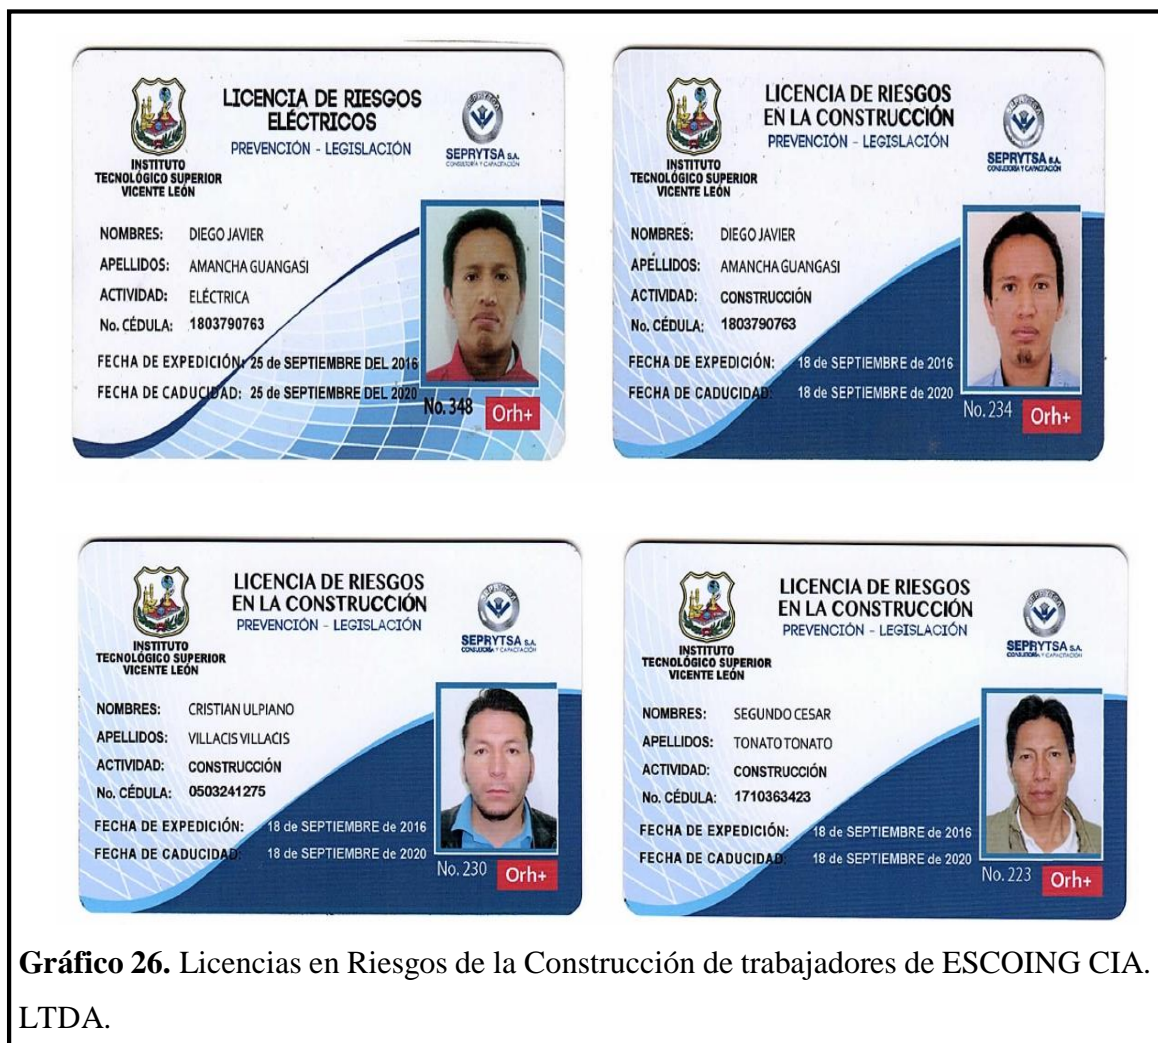 LICENCIA DE RIESGOS
ELÉCTRICOS
PREVENCIÓN - LEGISLACIÓN
INSTITUTO
TECNOLÓGICO SUPERIOR
VICENTE LEÓN
SEPRYTSA S.A.
CONSULTORÍA Y CAPACITACIÓN
NOMBRES: DIEGO JAVIER
APELLIDOS: AMANCHA GUANGASI
ACTIVIDAD: ELÉCTRICA
No. CÉDULA: 1803790763
FECHA DE EXPEDICIÓN: 25 de SEPTIEMBRE DEL 2016
FECHA DE CADUCIDAD: 25 de SEPTIEMBRE DEL 2020
No. 348 Orh+
LICENCIA DE RIESGOS
EN LA CONSTRUCCIÓN
PREVENCIÓN - LEGISLACIÓN
INSTITUTO
TECNOLÓGICO SUPERIOR
VICENTE LEÓN
SEPRYTSA S.A.
CONSULTORÍA Y CAPACITACIÓN
NOMBRES: DIEGO JAVIER
APELLIDOS: AMANCHA GUANGASI
ACTIVIDAD: CONSTRUCCIÓN
No. CÉDULA: 1803790763
FECHA DE EXPEDICIÓN: 18 de SEPTIEMBRE de 2016
FECHA DE CADUCIDAD: 18 de SEPTIEMBRE de 2020
No. 234 Orh+
LICENCIA DE RIESGOS
EN LA CONSTRUCCIÓN
PREVENCIÓN - LEGISLACIÓN
INSTITUTO
TECNOLÓGICO SUPERIOR
VICENTE LEÓN
SEPRYTSA S.A.
CONSULTORÍA Y CAPACITACIÓN
NOMBRES: CRISTIAN ULPIANO
APELLIDOS: VILLACIS VILLACIS
ACTIVIDAD: CONSTRUCCIÓN
No. CÉDULA: 0503241275
FECHA DE EXPEDICIÓN: 18 de SEPTIEMBRE de 2016
FECHA DE CADUCIDAD: 18 de SEPTIEMBRE de 2020
No. 230 Orh+
LICENCIA DE RIESGOS
EN LA CONSTRUCCIÓN
PREVENCIÓN - LEGISLACIÓN
INSTITUTO
TECNOLÓGICO SUPERIOR
VICENTE LEÓN
SEPRYTSA S.A.
CONSULTORÍA Y CAPACITACIÓN
NOMBRES: SEGUNDO CESAR
APELLIDOS: TONATO TONATO
ACTIVIDAD: CONSTRUCCIÓN
No. CÉDULA: 1710363423
FECHA DE EXPEDICIÓN: 18 de SEPTIEMBRE de 2016
FECHA DE CADUCIDAD: 18 de SEPTIEMBRE de 2020
No. 223 Orh+
Gráfico 26. Licencias en Riesgos de la Construcción de trabajadores de ESCOING CIA.
LTDA.